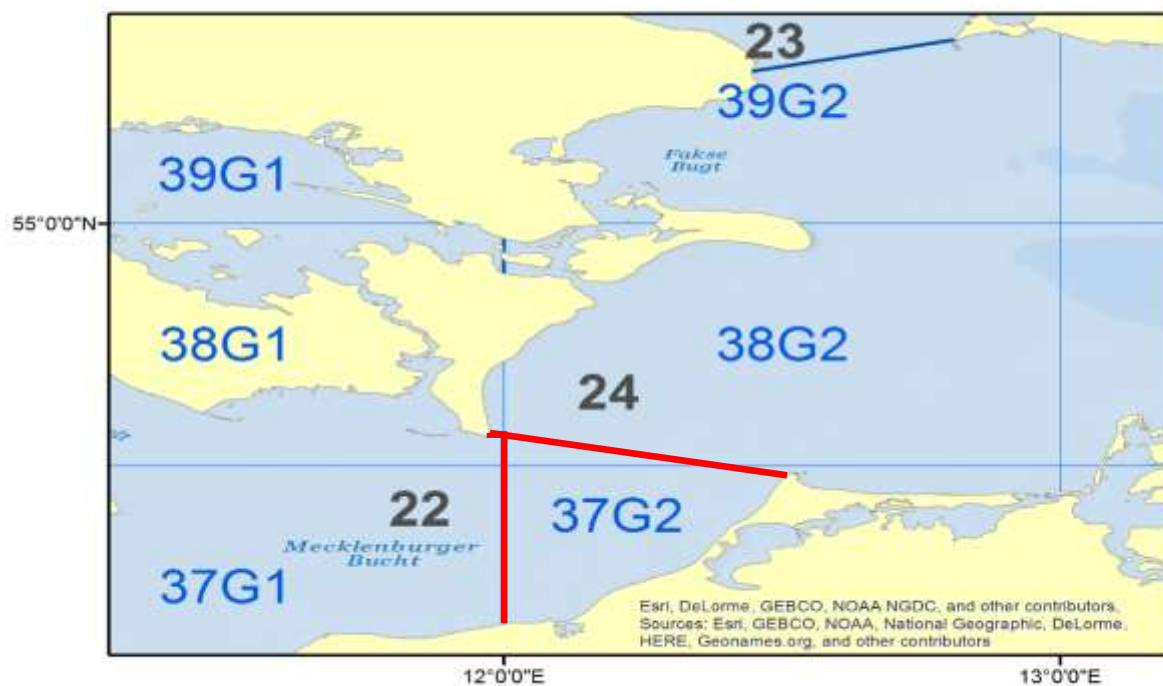 23
39G2
Fakse
Bugt
39G1
55°0'0"N
38G1
38G2
24
22
37G2
Mecklenburger
Bucht
37G1
Esri, DeLorme, GEBCO, NOAA NGDC, and other contributors,
Sources: Esri, GEBCO, NOAA, National Geographic, DeLorme,
HERE, Geonames.org, and other contributors
12°0'0"E
13°0'0"E